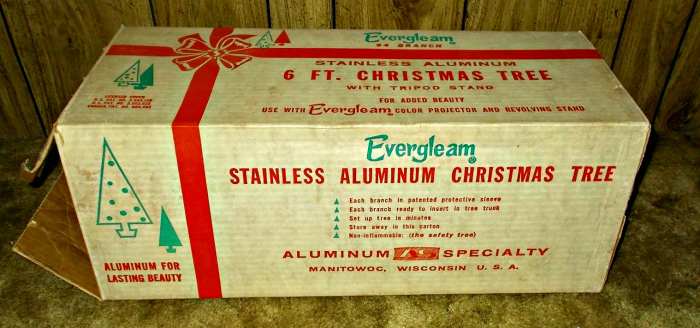 Evergleam
94 BRANCH
STAINLESS ALUMINUM
6 FT. CHRISTMAS TREE
WITH TRIPOD STAND
FOR ADDED BEAUTY
USE WITH Evergleam COLOR PROJECTOR AND REVOLVING STAND
Evergleam®
STAINLESS ALUMINUM CHRISTMAS TREE
Each branch in patented protective sleeve
Each branch ready to insert in tree trunk
Set up tree in minutes
Store away in this carton
Non-inflammable: (the safety tree)
ALUMINUM SPECIALTY
MANITOWOC, WISCONSIN U. S. A.
ALUMINUM FOR
LASTING BEAUTY